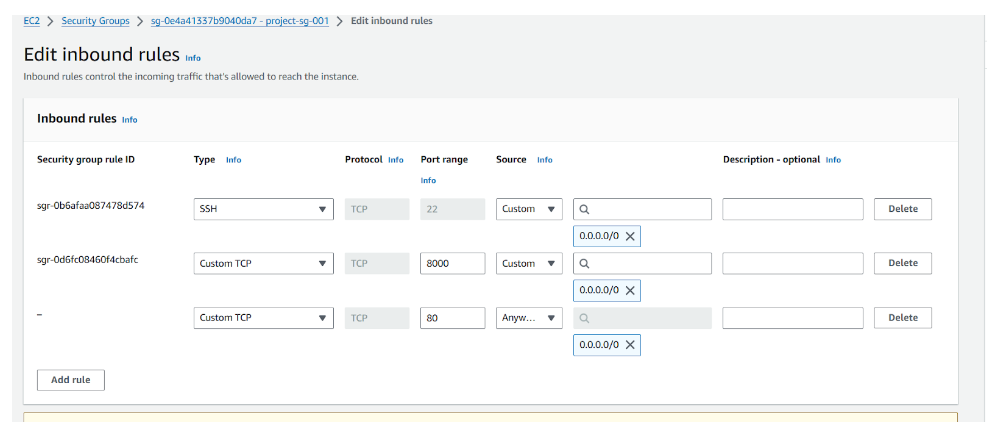 EC2 > Security Groups > sg-0e4a41337b9040da7 - project-sg-001 > Edit inbound rules
Edit inbound rules Info
Inbound rules control the incoming traffic that's allowed to reach the instance.
Inbound rules Info
Security group rule ID Type Info Protocol Info Port range Source Info Description - optional Info
Info
sgr-0b6afaa087478d574 SSH TCP 22 Custom Delete
0.0.0.0/0
sgr-0d6fc08460f4cbafc Custom TCP TCP 8000 Custom Delete
0.0.0.0/0
– Custom TCP TCP 80 Anyw... Delete
0.0.0.0/0
Add rule